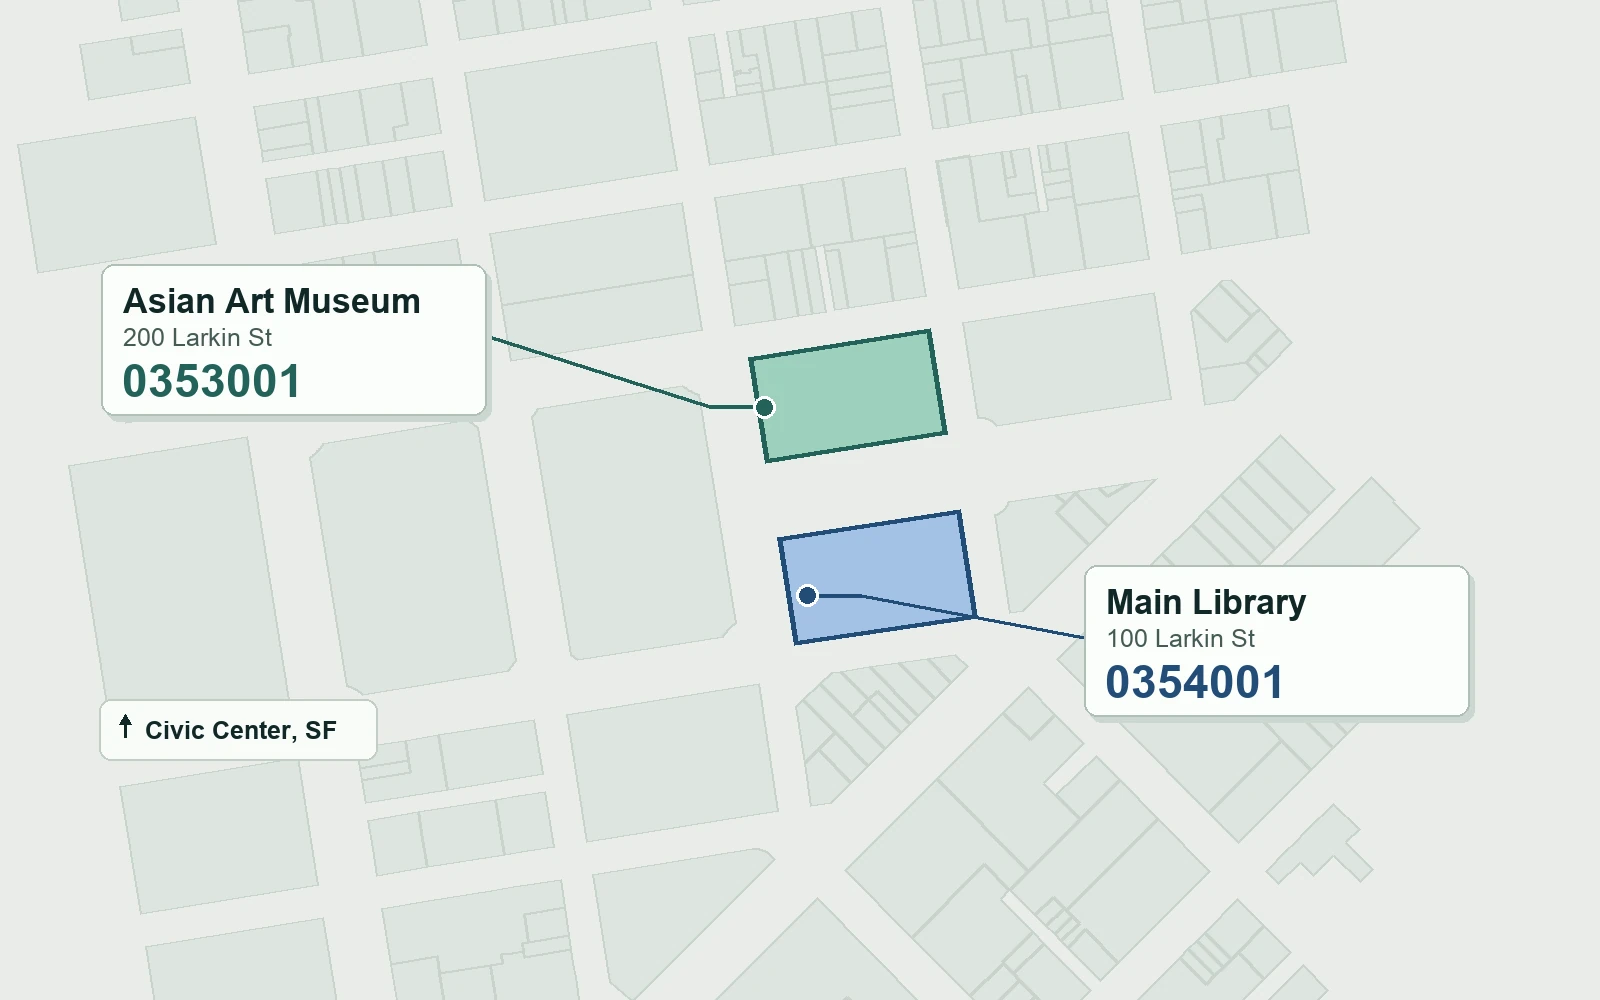 Asian Art Museum
200 Larkin St
0353001
Main Library
100 Larkin St
0354001
Civic Center, SF